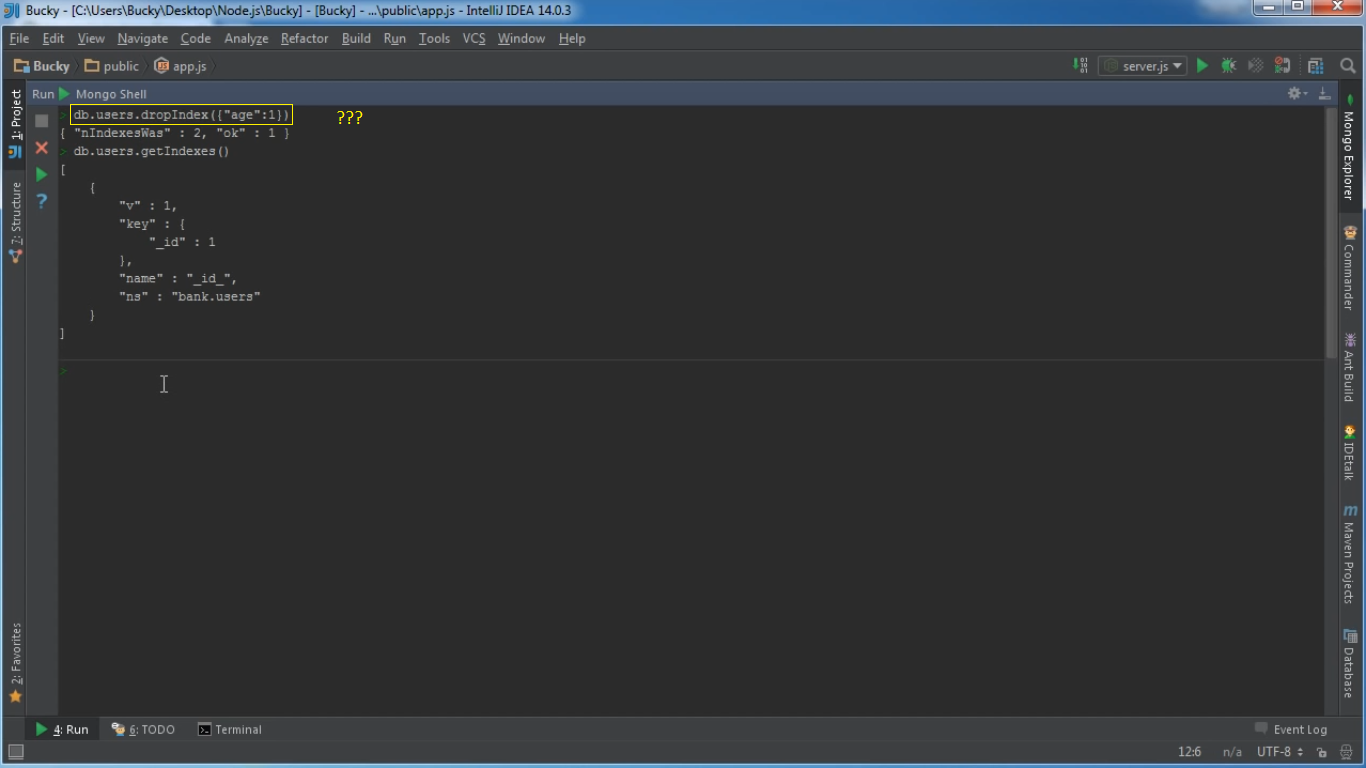 Bucky - [C:\Users\Bucky\Desktop\Node.js\Bucky] - [Bucky] - ...\public\app.js - IntelliJ IDEA 14.0.3
File Edit View Navigate Code Analyze Refactor Build Run Tools VCS Window Help
Bucky public app.js server.js
Run Mongo Shell
> db.users.dropIndex({"age":1}) ???
{ "nIndexesWas" : 2, "ok" : 1 }
> db.users.getIndexes()
[
{
"v" : 1,
"key" : {
"_id" : 1
},
"name" : "_id_",
"ns" : "bank.users"
}
]
>
1: Project
7: Structure
2: Favorites
Mongo Explorer
Commander
Ant Build
IDEtalk
Maven Projects
Database
4: Run 6: TODO Terminal Event Log
12:6 n/a UTF-8